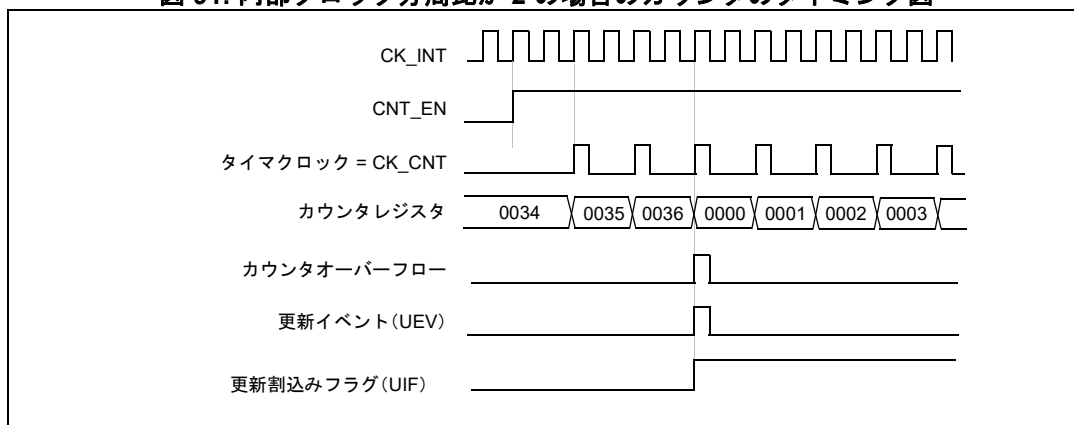 CK_INT
CNT_EN
タイマクロック = CK_CNT
カウンタレジスタ 0034 0035 0036 0000 0001 0002 0003
カウンタオーバーフロー
更新イベント(UEV)
更新割込みフラグ(UIF)